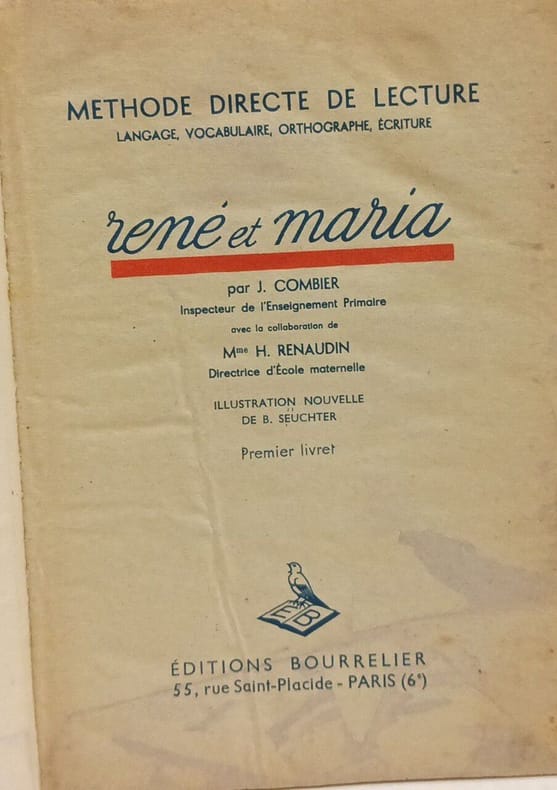 METHODE DIRECTE DE LECTURE
LANGAGE, VOCABULAIRE, ORTHOGRAPHE, ÉCRITURE
rené et maria
par J. COMBIER
Inspecteur de l'Enseignement Primaire
avec la collaboration de
Mme H. RENAUDIN
Directrice d'École maternelle
ILLUSTRATION NOUVELLE
DE B. SEUCHTER
Premier livret
EB
ÉDITIONS BOURRELIER
55, rue Saint-Placide - PARIS (6e)